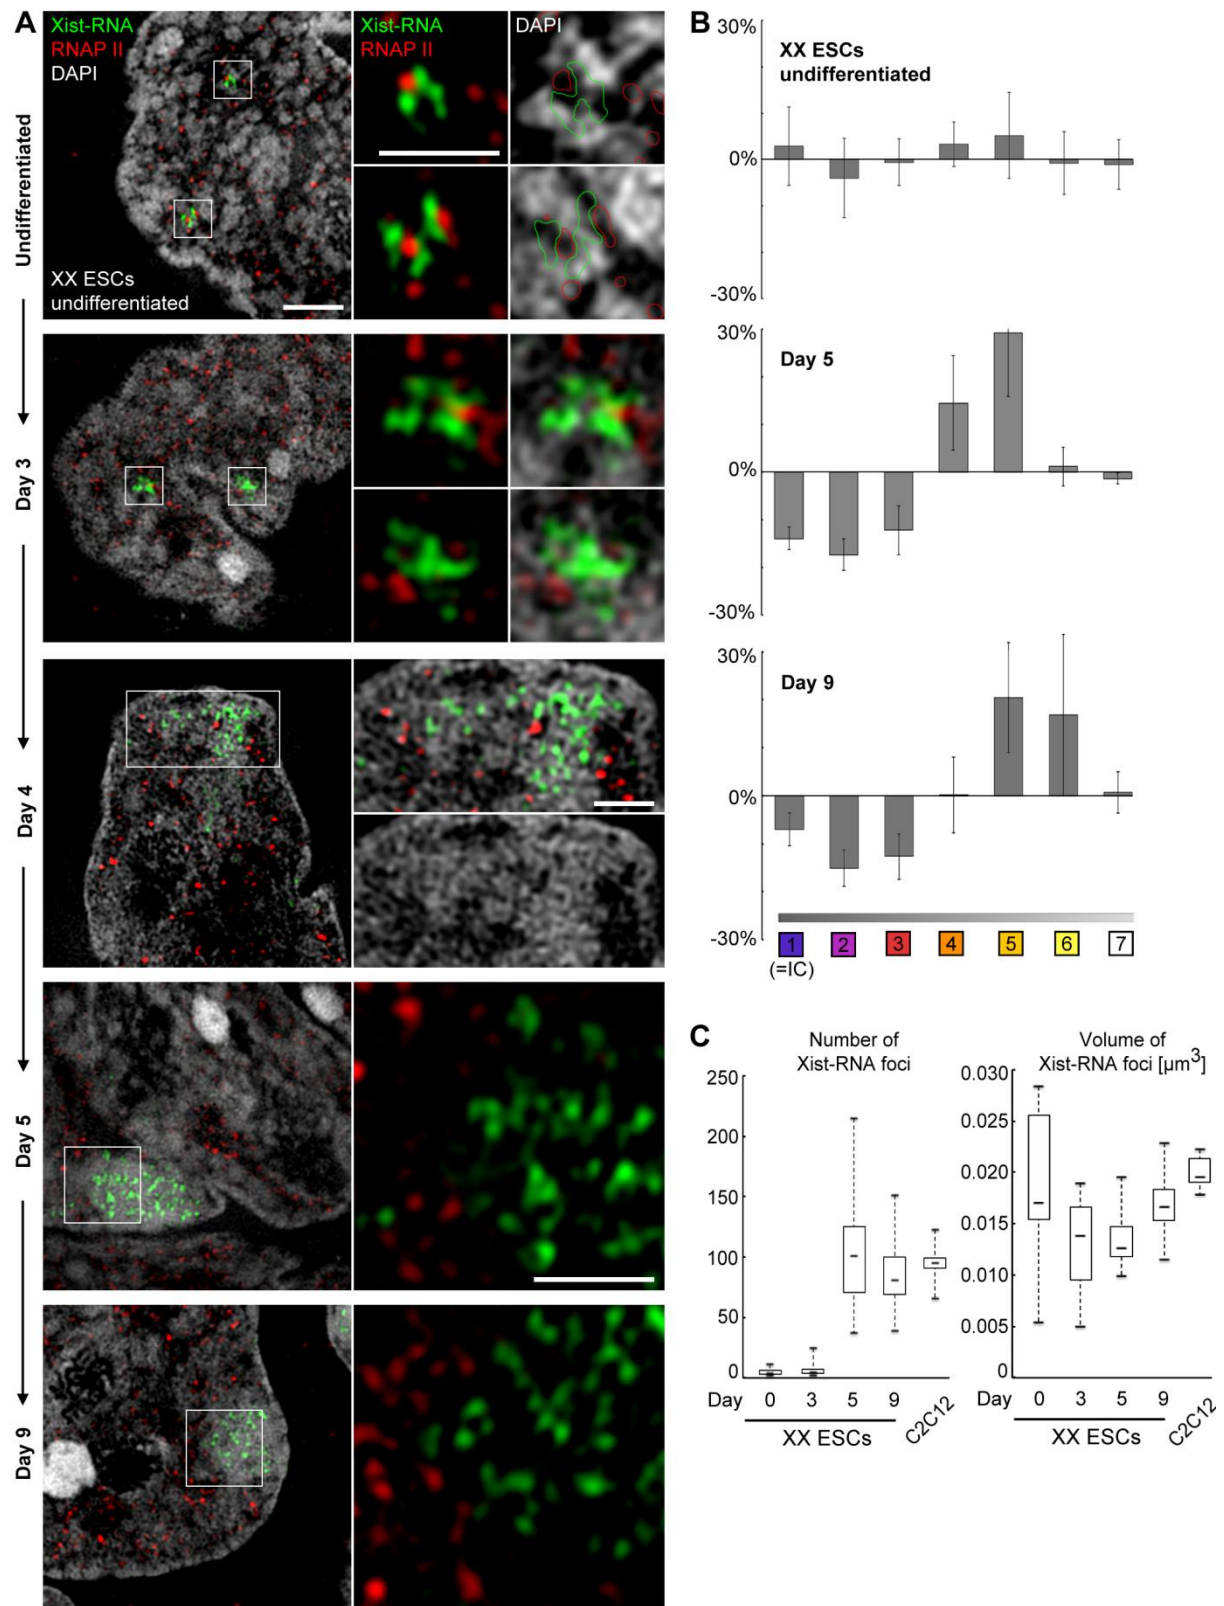 A
Xist-RNA
RNAP II
DAPI
Xist-RNA
RNAP II
DAPI
XX ESCs
undifferentiated
Undifferentiated
Day 3
Day 4
Day 5
Day 9
B
30%
XX ESCs
undifferentiated
0%
-30%
30%
Day 5
0%
-30%
30%
Day 9
0%
-30%
1 2 3 4 5 6 7
(=IC)
C
Number of
Xist-RNA foci
250
200
150
100
50
0
Day 0 3 5 9 C2C12
XX ESCs
Volume of
Xist-RNA foci [µm³]
0.030
0.025
0.020
0.015
0.010
0.005
0
Day 0 3 5 9 C2C12
XX ESCs